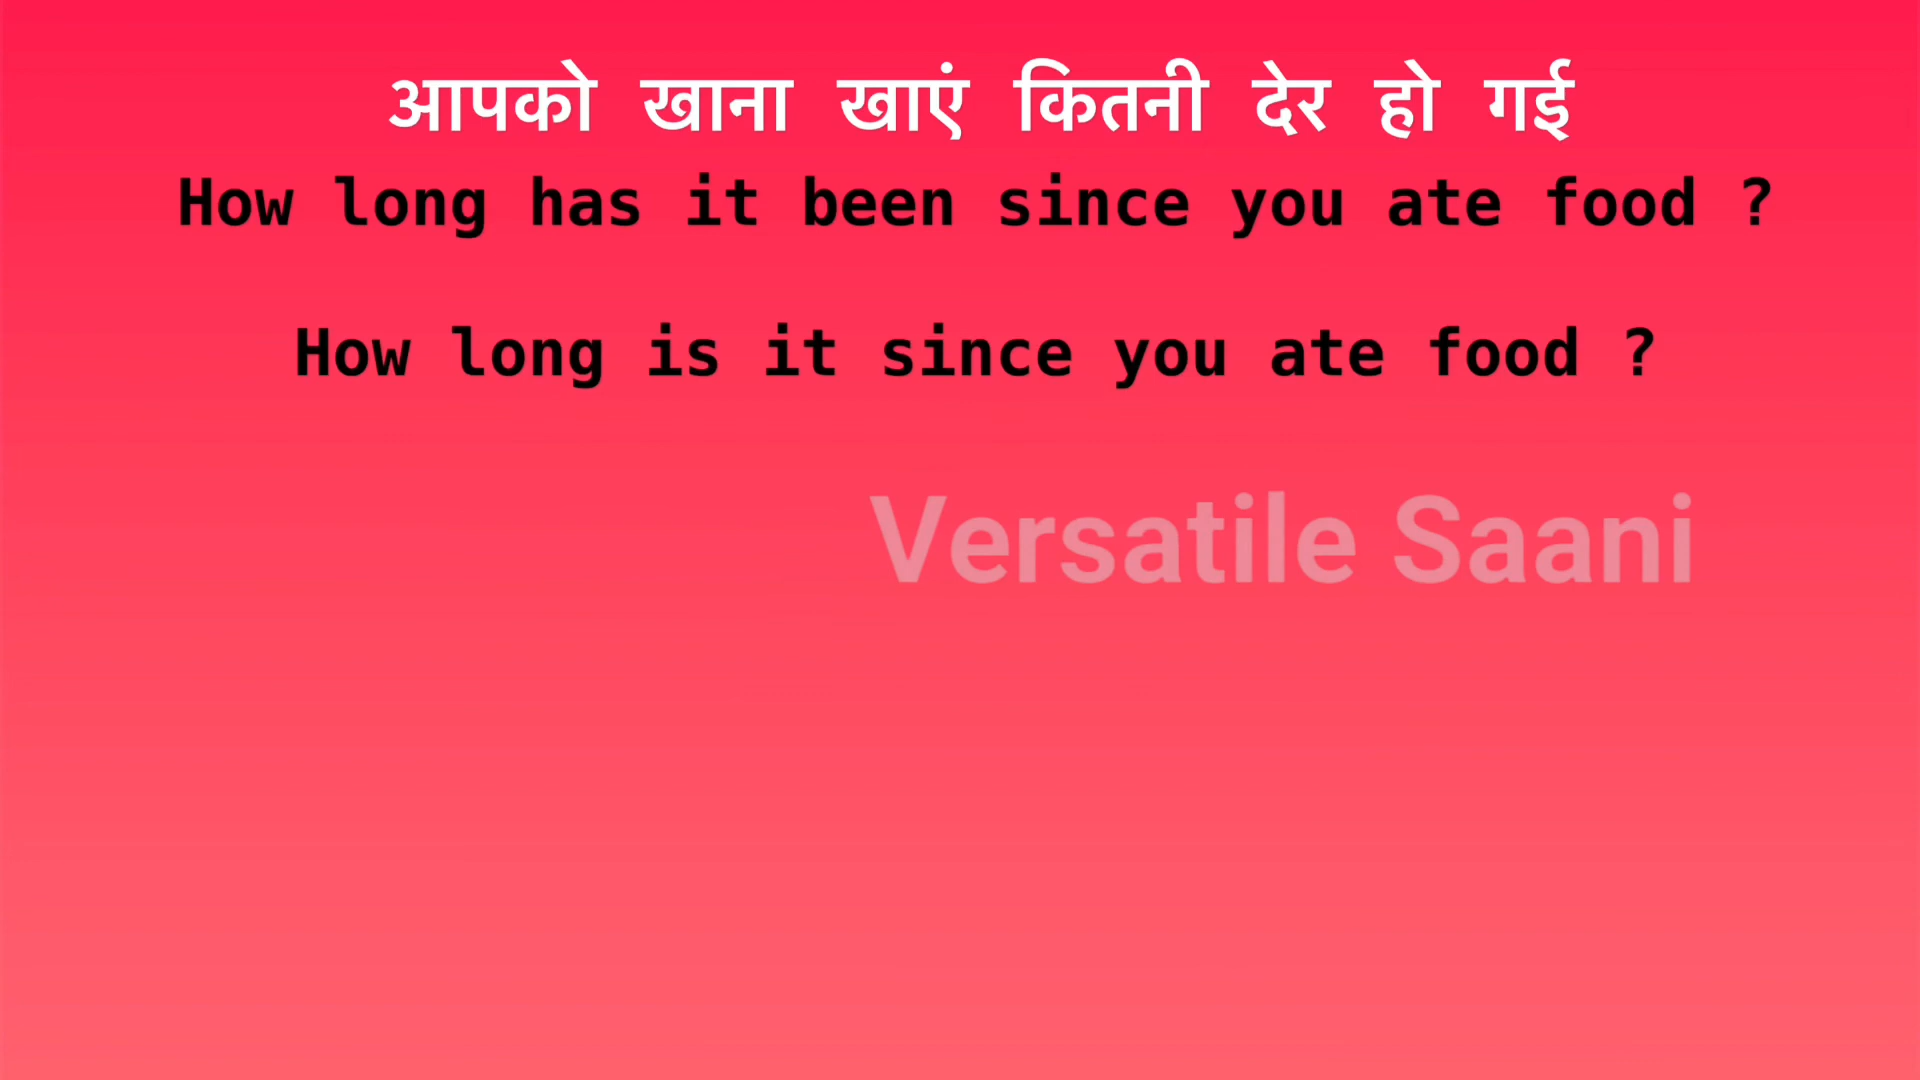 आपको खाना खाएं कितनी देर हो गई
How long has it been since you ate food ?
How long is it since you ate food ?
Versatile Saani